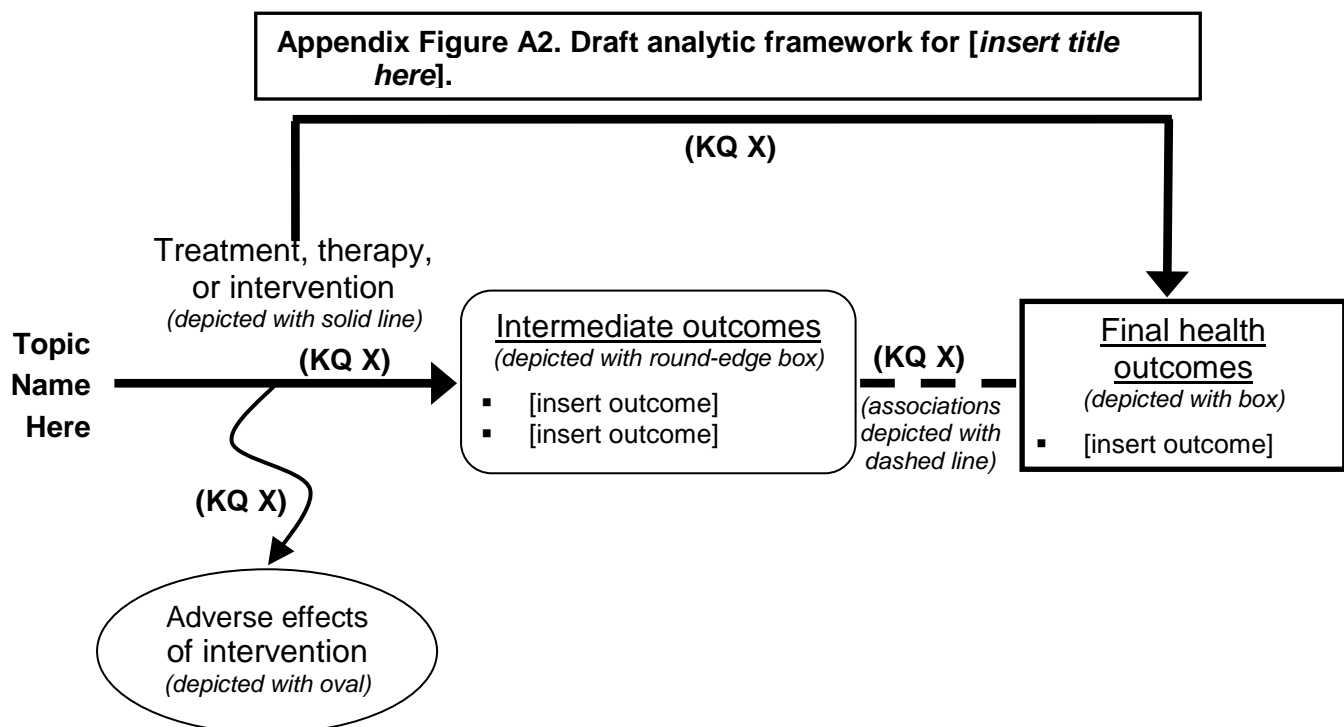 Appendix Figure A2. Draft analytic framework for [insert title
here].
(KQ X)
Treatment, therapy,
or intervention
(depicted with solid line)
(KQ X)
Topic
Name
Here
Intermediate outcomes
(depicted with round-edge box)
▪ [insert outcome]
▪ [insert outcome]
(KQ X)
(associations
depicted with
dashed line)
Final health
outcomes
(depicted with box)
▪ [insert outcome]
(KQ X)
Adverse effects
of intervention
(depicted with oval)